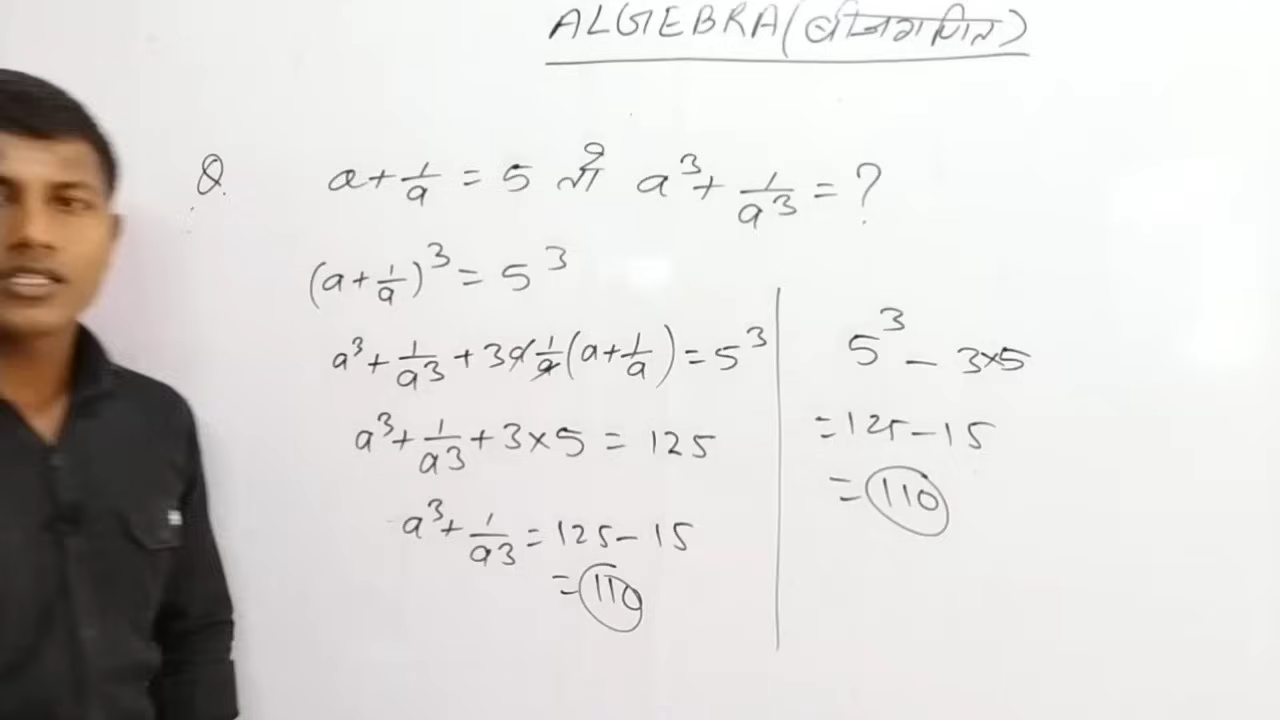 ALGEBRA (बीजगणित)
Q. a + 1/a = 5 तो a³ + 1/a³ = ?
(a + 1/a)³ = 5³
a³ + 1/a³ + 3a 1/a (a + 1/a) = 5³
a³ + 1/a³ + 3 × 5 = 125
a³ + 1/a³ = 125 - 15
= 110
5³ - 3×5
= 125 - 15
= 110